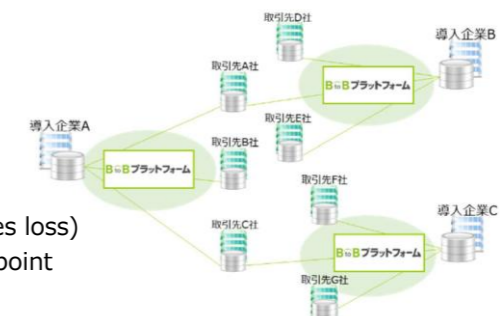 取引先D社
導入企業B
取引先A社
BtoBプラットフォーム
取引先E社
導入企業A
取引先B社
BtoBプラットフォーム
取引先F社
es loss)
取引先C社
導入企業C
point
BtoBプラットフォーム
取引先G社